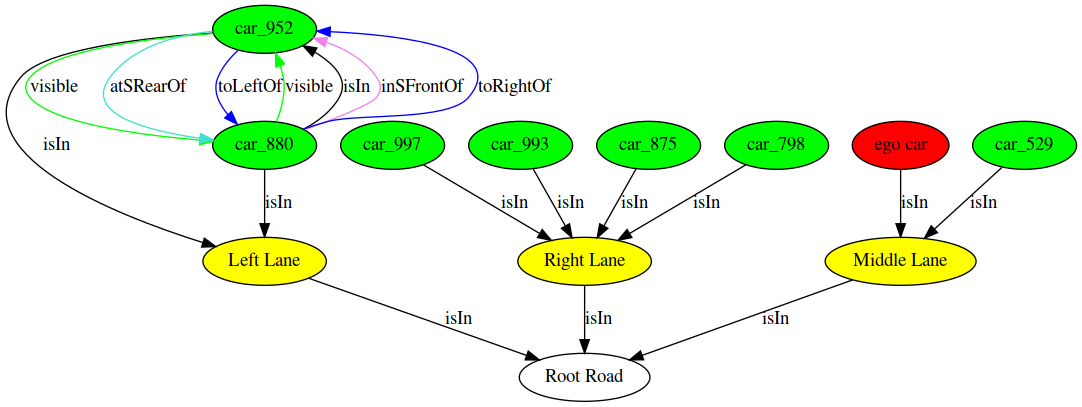 car_952
visible
atSRearOf
toLeftOf
visible
isIn
inSFrontOf
toRightOf
isIn
car_880
car_997
car_993
car_875
car_798
ego car
car_529
isIn
isIn
isIn
isIn
isIn
isIn
isIn
Left Lane
Right Lane
Middle Lane
isIn
isIn
isIn
Root Road